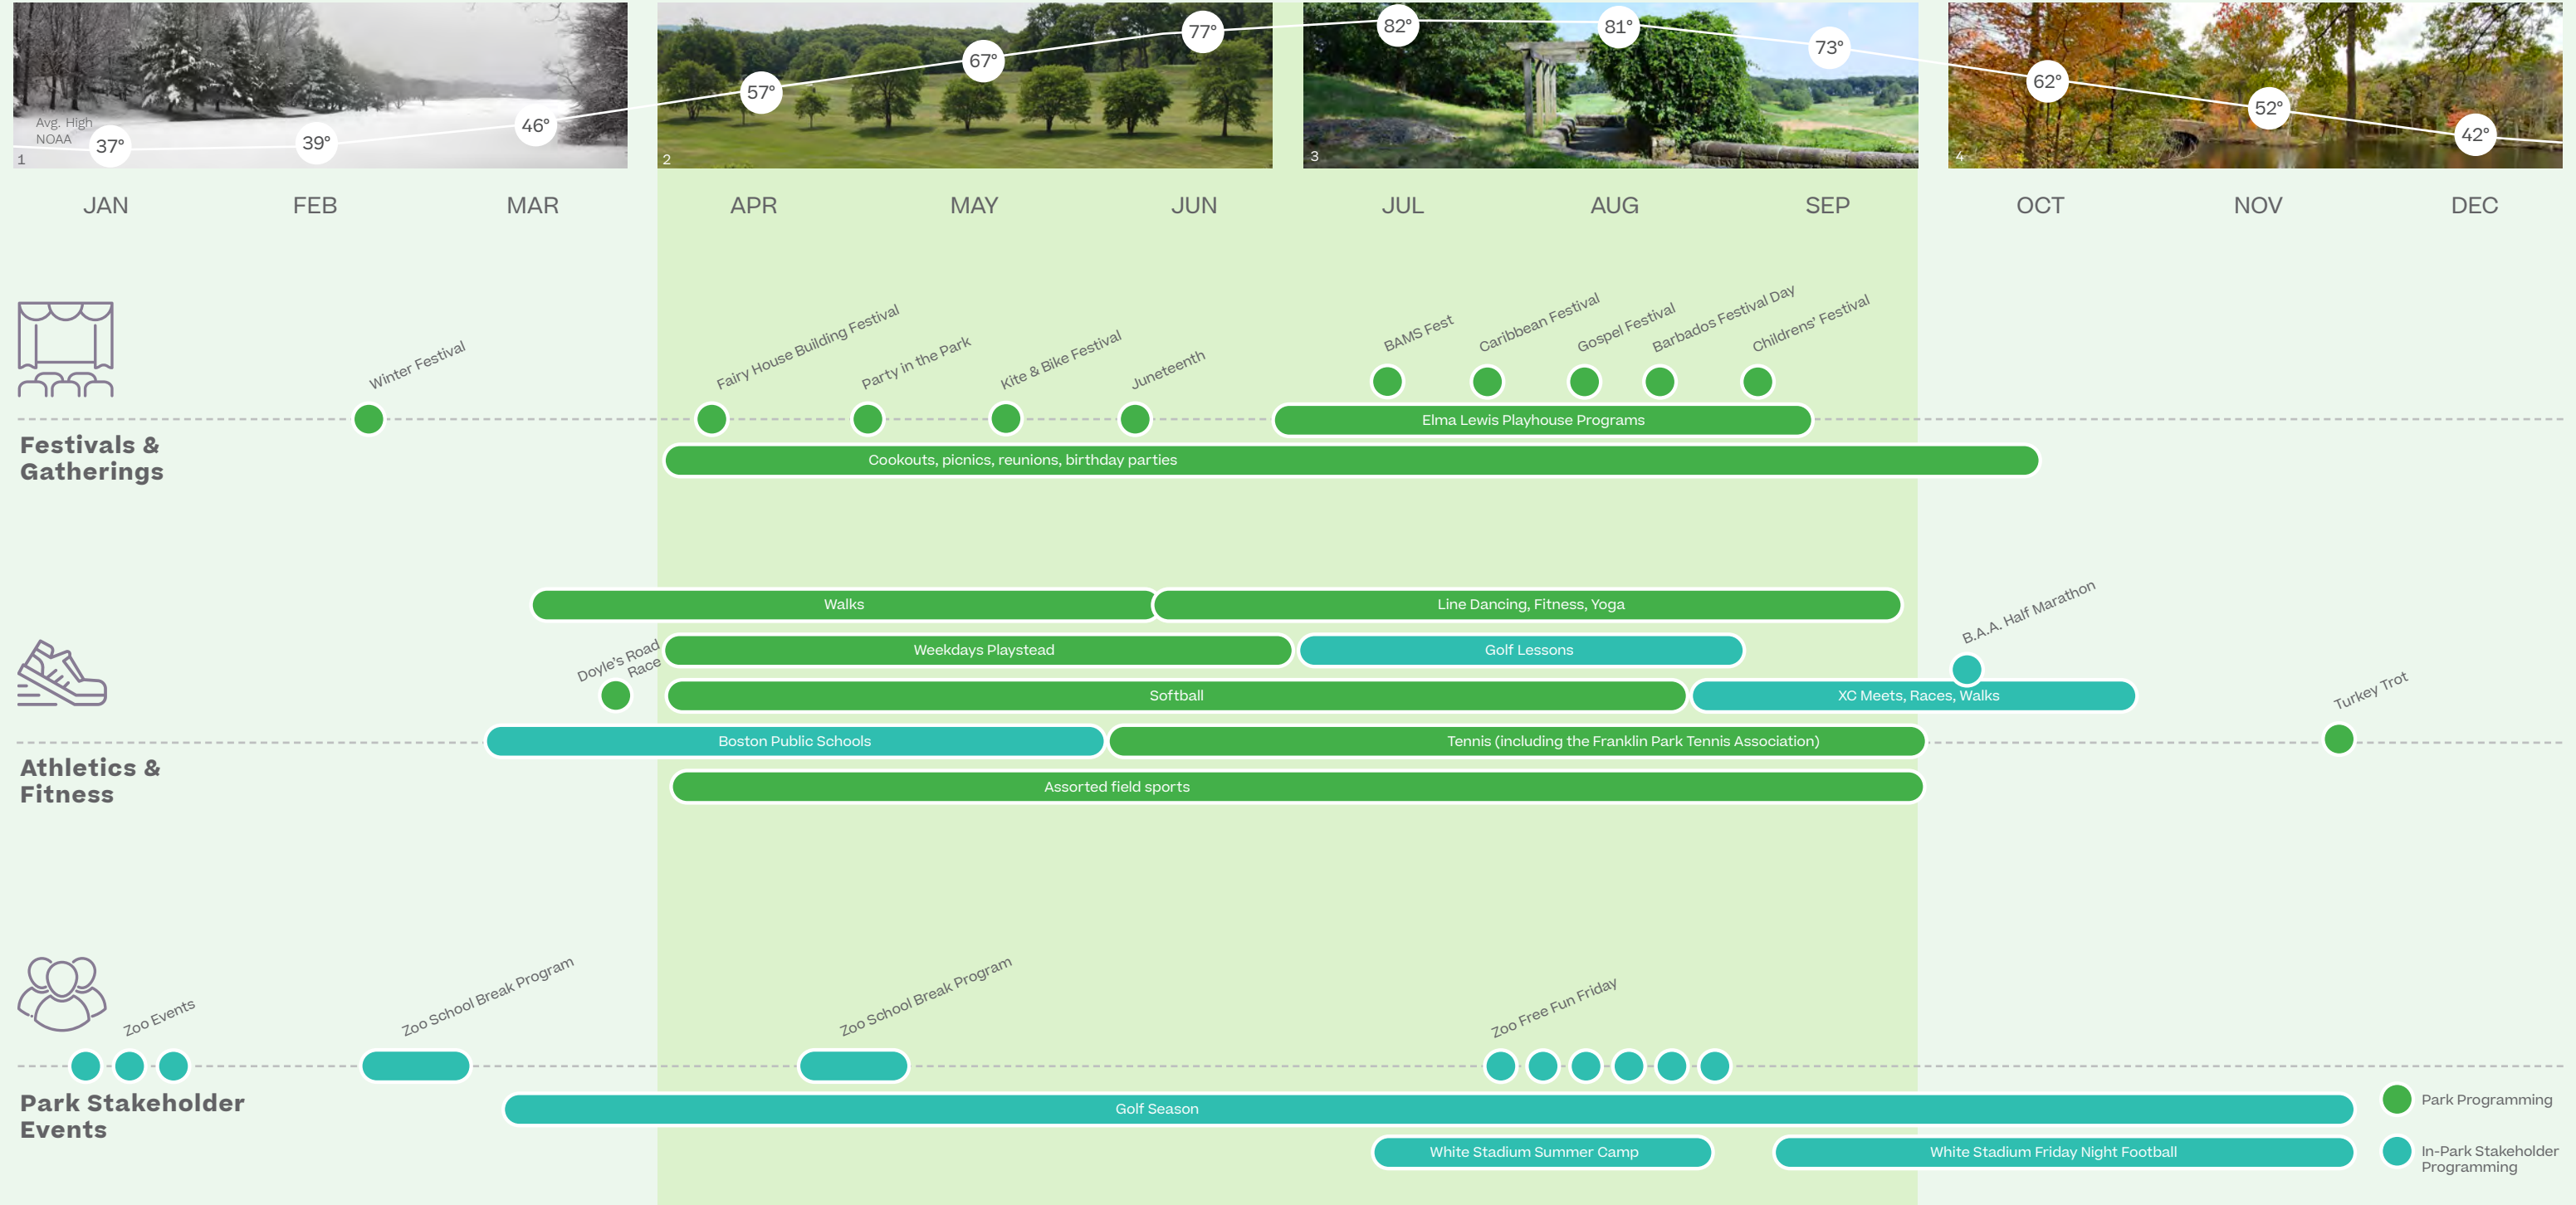 Avg. High
NOAA
37°
39°
46°
57°
67°
77°
82°
81°
73°
62°
52°
42°
1
2
3
4
JAN
FEB
MAR
APR
MAY
JUN
JUL
AUG
SEP
OCT
NOV
DEC
Winter Festival
Fairy House Building Festival
Party in the Park
Kite & Bike Festival
Juneteenth
BAMS Fest
Caribbean Festival
Gospel Festival
Barbados Festival Day
Childrens’ Festival
Elma Lewis Playhouse Programs
Festivals &
Gatherings
Cookouts, picnics, reunions, birthday parties
Walks
Line Dancing, Fitness, Yoga
B.A.A. Half Marathon
Doyle’s Road
Race
Weekdays Playstead
Golf Lessons
Softball
XC Meets, Races, Walks
Turkey Trot
Boston Public Schools
Tennis (including the Franklin Park Tennis Association)
Athletics &
Fitness
Assorted field sports
Zoo Events
Zoo School Break Program
Zoo School Break Program
Zoo Free Fun Friday
Park Stakeholder
Events
Golf Season
White Stadium Summer Camp
White Stadium Friday Night Football
Park Programming
In-Park Stakeholder
Programming